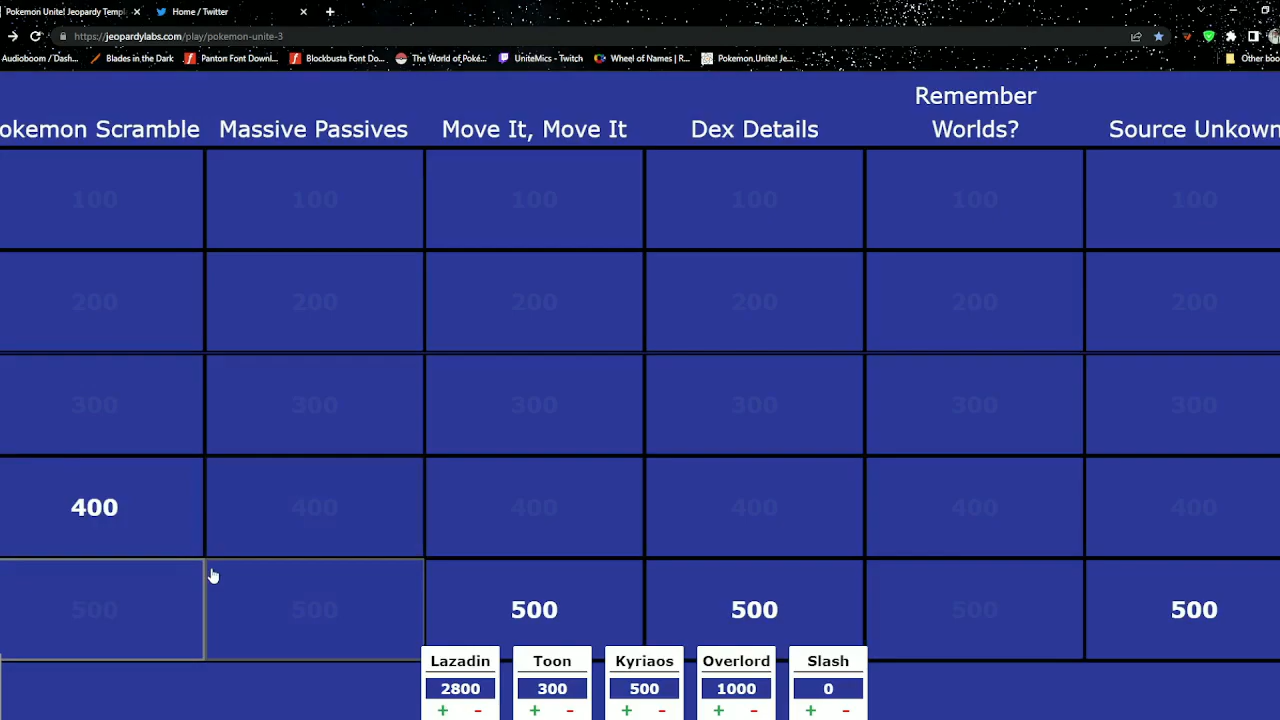 Pokemon Unite! Jeopardy Templ
Home / Twitter
https://jeopardylabs.com/play/pokemon-unite-3
Audioboom / Dash...
Blades in the Dark
Panton Font Downl...
Blockbusta Font Do...
The World of Poké...
UniteMics - Twitch
Wheel of Names | R...
Pokemon Unite! Je...
Other boo
okemon Scramble
Massive Passives
Move It, Move It
Dex Details
Remember
Worlds?
Source Unkown
100 100 100 100 100 100
200 200 200 200 200 200
300 300 300 300 300 300
400 400 400 400 400 400
500 500 500 500 500 500
Lazadin Toon Kyriaos Overlord Slash
2800 300 500 1000 0
+ - + - + - + - + -